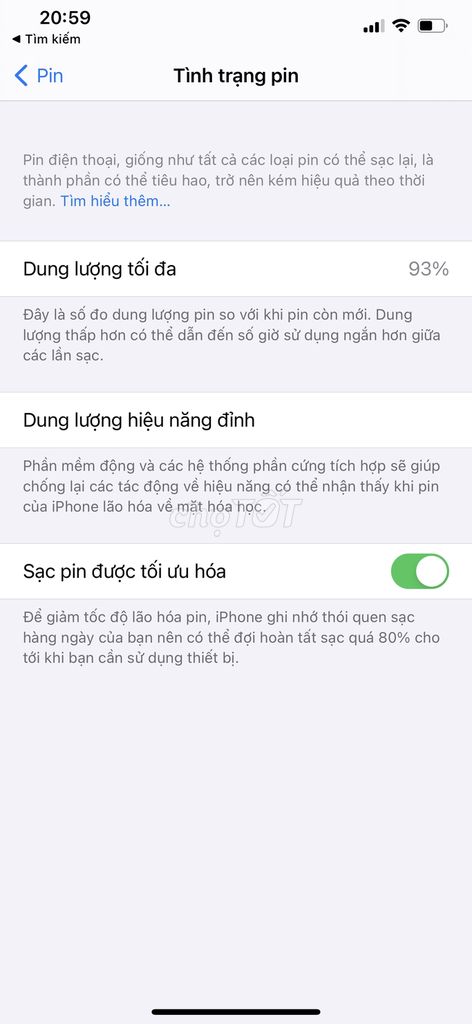 20:59
◀ Tìm kiếm
Pin
Tình trạng pin
Pin điện thoại, giống như tất cả các loại pin có thể sạc lại, là
thành phần có thể tiêu hao, trở nên kém hiệu quả theo thời
gian. Tìm hiểu thêm...
Dung lượng tối đa 93%
Đây là số đo dung lượng pin so với khi pin còn mới. Dung
lượng thấp hơn có thể dẫn đến số giờ sử dụng ngắn hơn giữa
các lần sạc.
Dung lượng hiệu năng đỉnh
Phần mềm động và các hệ thống phần cứng tích hợp sẽ giúp
chống lại các tác động về hiệu năng có thể nhận thấy khi pin
của iPhone lão hóa về mặt hóa học.
chợTỐT
Sạc pin được tối ưu hóa
Để giảm tốc độ lão hóa pin, iPhone ghi nhớ thói quen sạc
hàng ngày của bạn nên có thể đợi hoàn tất sạc quá 80% cho
tới khi bạn cần sử dụng thiết bị.